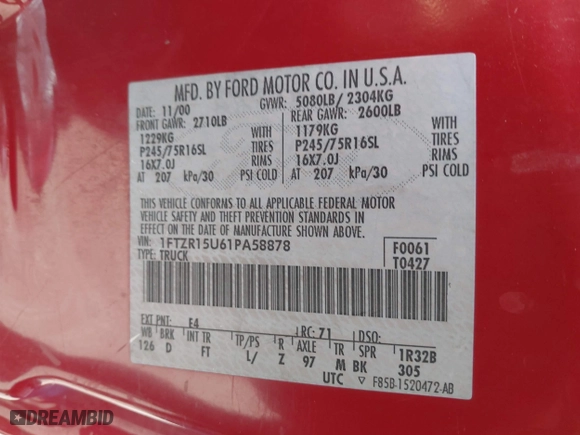 MFD. BY FORD MOTOR CO. IN U.S.A.
DATE: 11/00 GVWR: 5080LB/ 2304KG
FRONT GAWR: 2710LB REAR GAWR: 2600LB
1229KG WITH 1179KG WITH
P245/75R16SL TIRES P245/75R16SL TIRES
16X7.0J RIMS 16X7.0J RIMS
AT 207 kPa/30 PSI COLD AT 207 kPa/30 PSI COLD
THIS VEHICLE CONFORMS TO ALL APPLICABLE FEDERAL MOTOR
VEHICLE SAFETY AND THEFT PREVENTION STANDARDS IN
EFFECT ON THE DATE OF MANUFACTURE SHOWN ABOVE.
VIN: 1FTZR15U61PA58878 F0061
TYPE: TRUCK T0427
EXT PNT: E4 RC: 71 DSO:
WB BRK INT TR TP/PS R AXLE TR SPR 1R32B
126 D FT L/ Z 97 M BK 305
UTC ▽ F85B-1520472-AB
DREAMBID